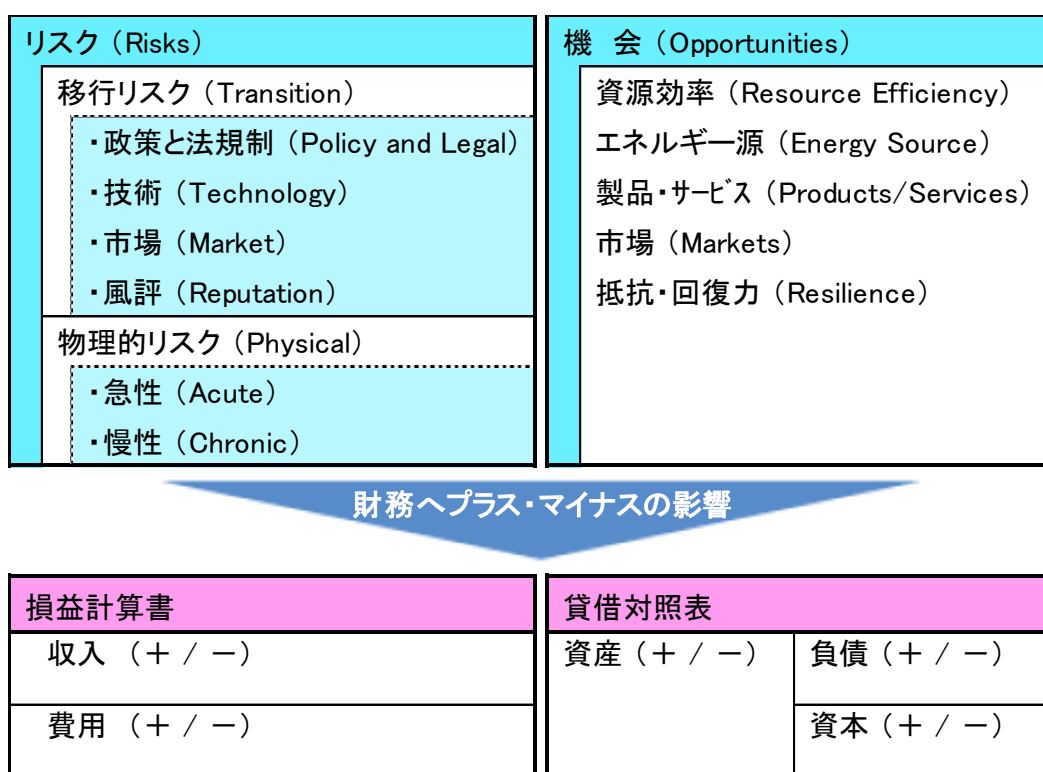 リスク（Risks）
移行リスク（Transition）
・政策と法規制（Policy and Legal）
・技術（Technology）
・市場（Market）
・風評（Reputation）
物理的リスク（Physical）
・急性（Acute）
・慢性（Chronic）
機　会（Opportunities）
資源効率（Resource Efficiency）
エネルギー源（Energy Source）
製品・ｻｰﾋﾞｽ（Products/Services）
市場（Markets）
抵抗・回復力（Resilience）
財務へプラス・マイナスの影響
損益計算書
収入 （＋ / －）
費用 （＋ / －）
貸借対照表
資産（＋ / －）
負債（＋ / －）
資本（＋ / －）